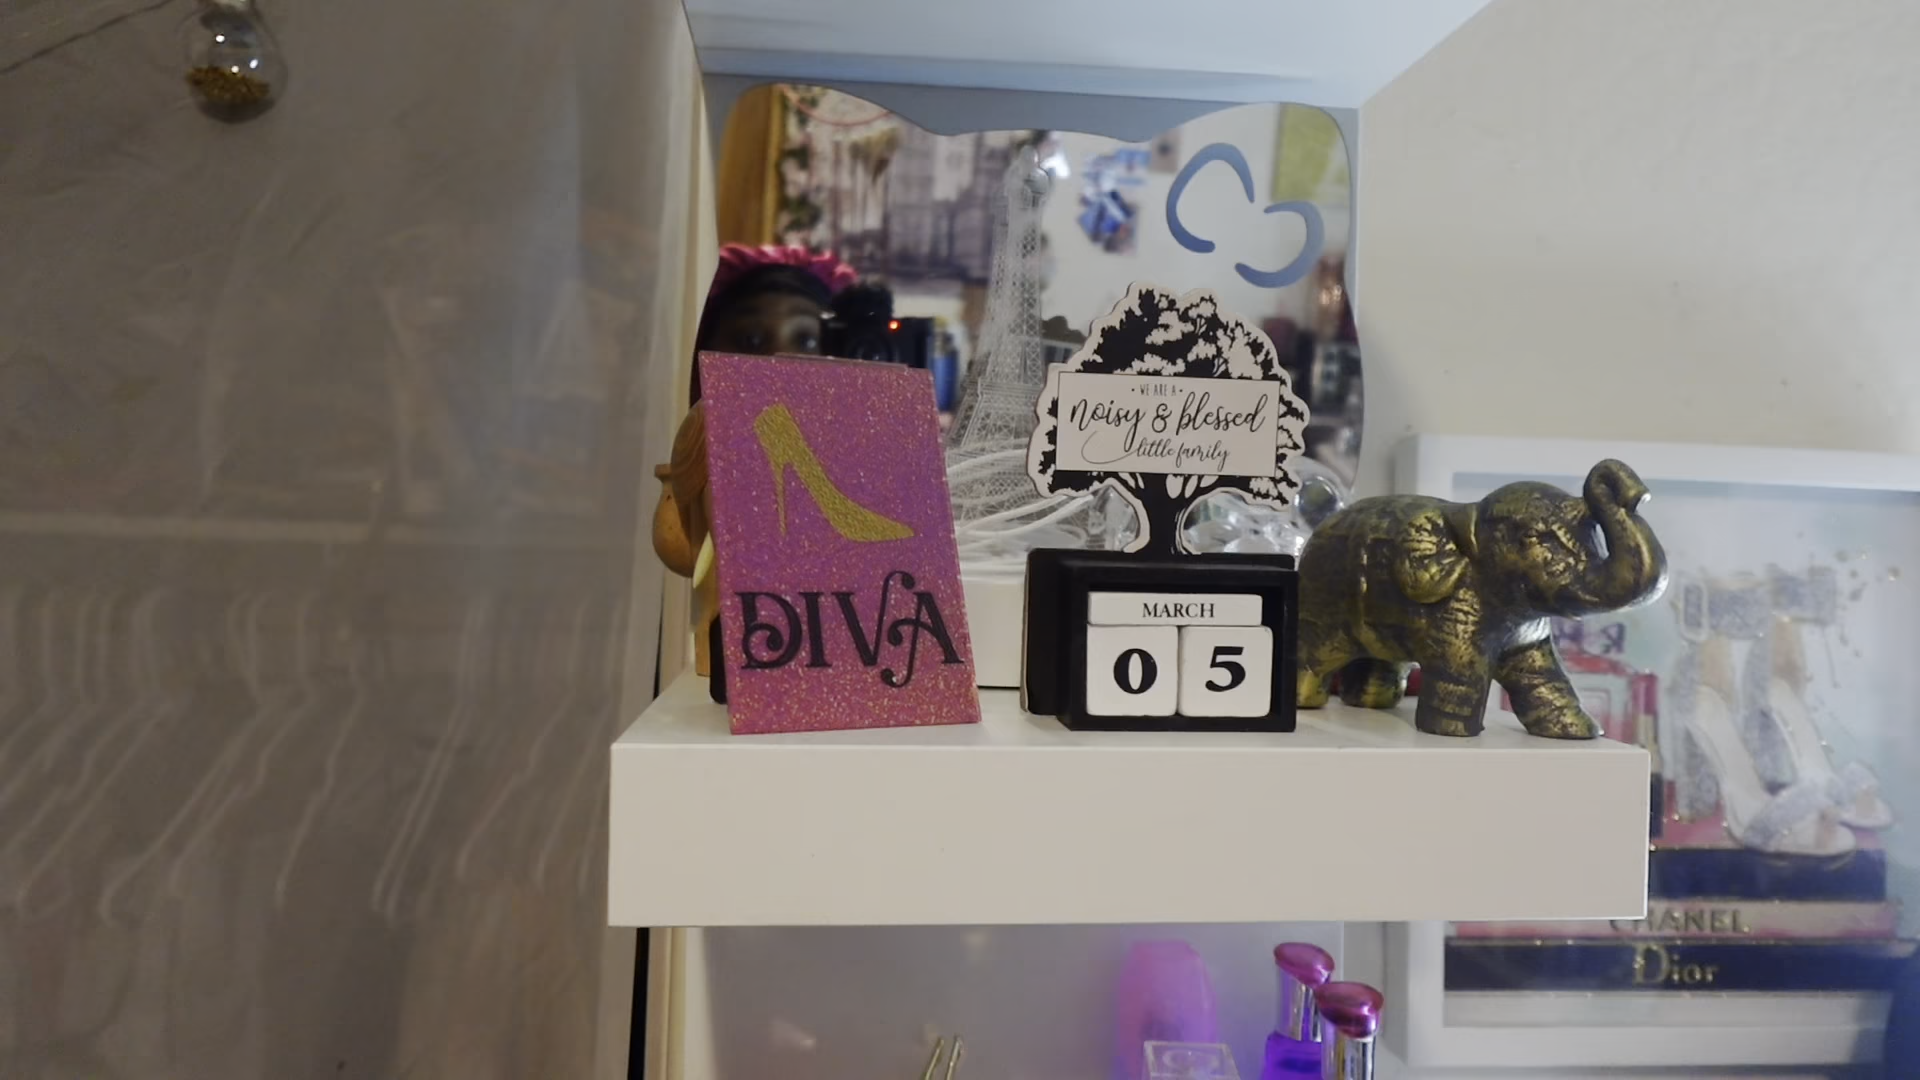 DIVA
• WE ARE A •
noisy & blessed
little family
MARCH
0 5
CHANEL
Dior